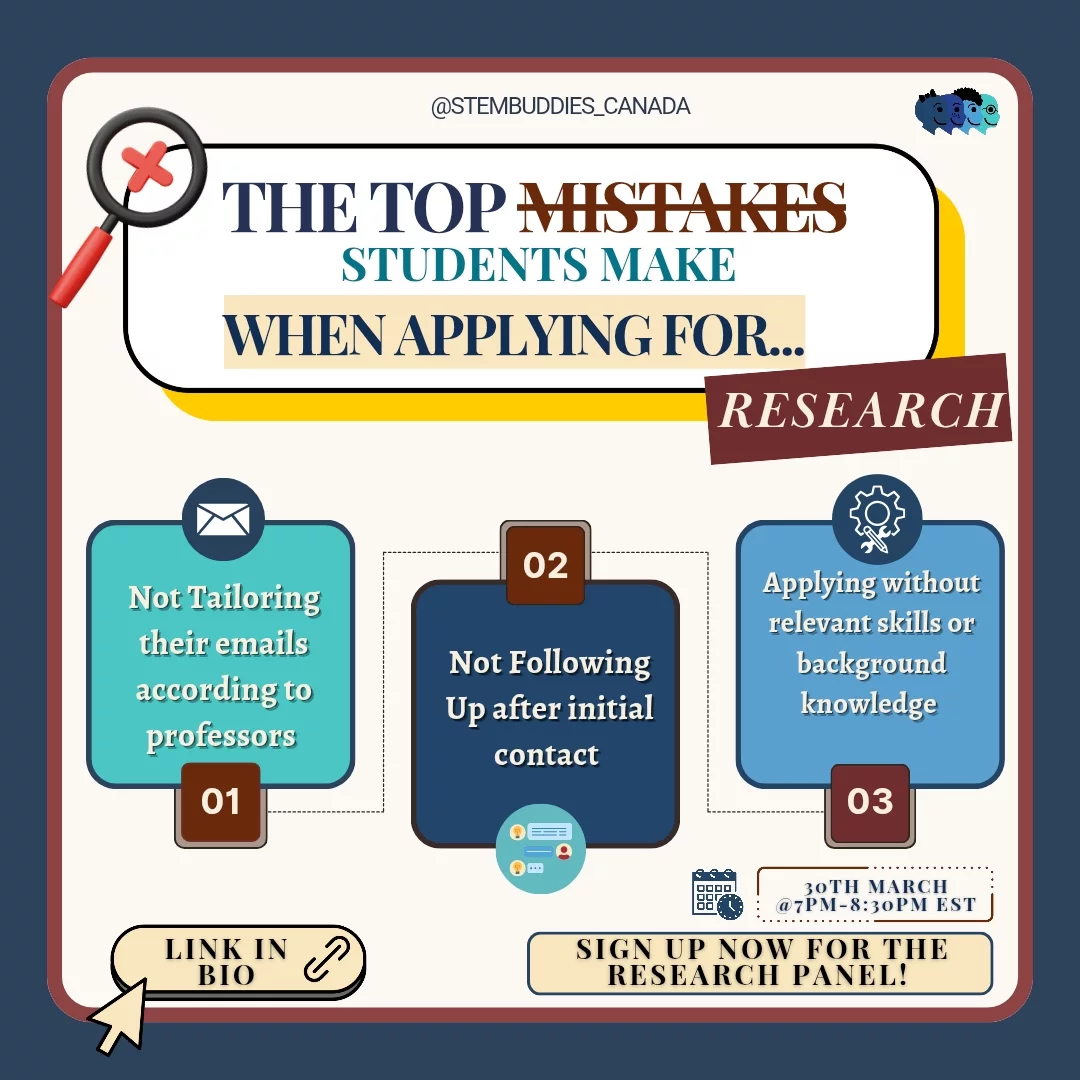 @STEMBUDDIES_CANADA
THE TOP MISTAKES
STUDENTS MAKE
WHEN APPLYING FOR...
RESEARCH
Not Tailoring
their emails
according to
professors
01
02
Not Following
Up after initial
contact
Applying without
relevant skills or
background
knowledge
03
30TH MARCH
@7PM-8:30PM EST
LINK IN
BIO
SIGN UP NOW FOR THE
RESEARCH PANEL!